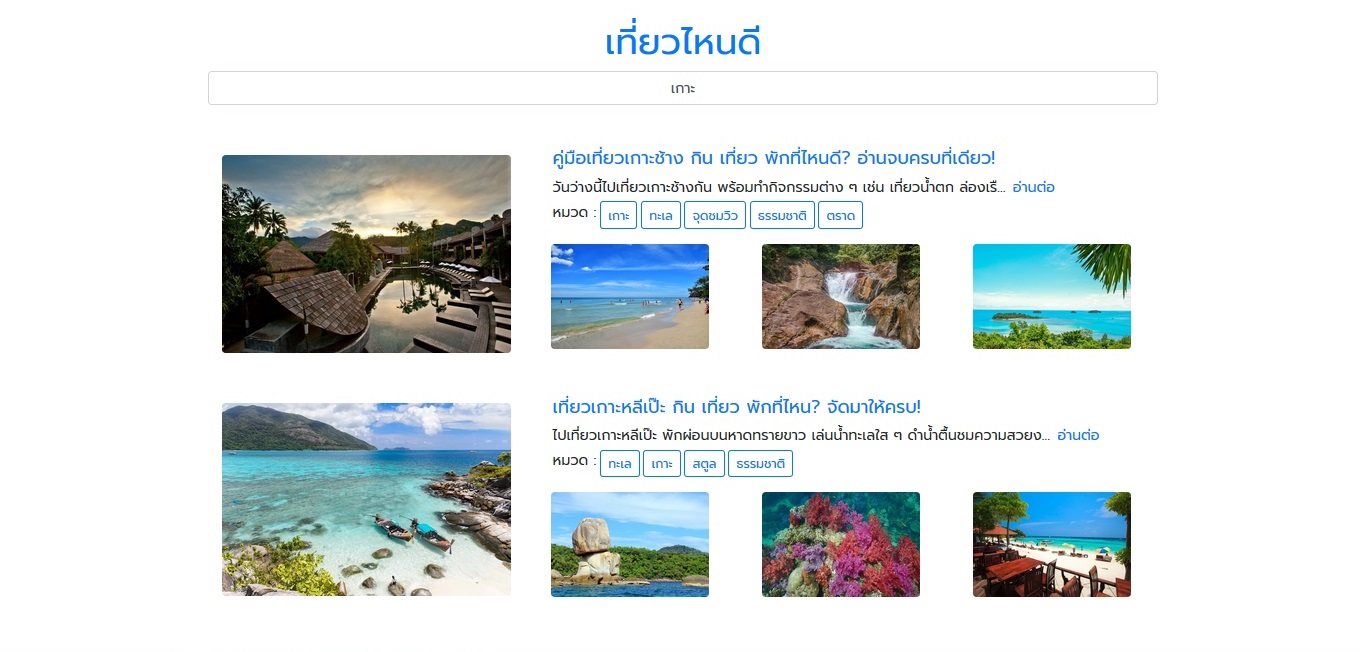 เที่ยวไหนดี
เกาะ
คู่มือเที่ยวเกาะช้าง กิน เที่ยว พักที่ไหนดี? อ่านจบครบที่เดียว!
วันว่างนี้ไปเที่ยวเกาะช้างกัน พร้อมทำกิจกรรมต่าง ๆ เช่น เที่ยวน้ำตก ล่องเรื... อ่านต่อ
หมวด : เกาะ ทะเล จุดชมวิว ธรรมชาติ ตราด
เที่ยวเกาะหลีเป๊ะ กิน เที่ยว พักที่ไหน? จัดมาให้ครบ!
ไปเที่ยวเกาะหลีเป๊ะ พักผ่อนบนหาดทรายขาว เล่นน้ำทะเลใส ๆ ดำน้ำตื้นชมความสวยง... อ่านต่อ
หมวด : ทะเล เกาะ สตูล ธรรมชาติ